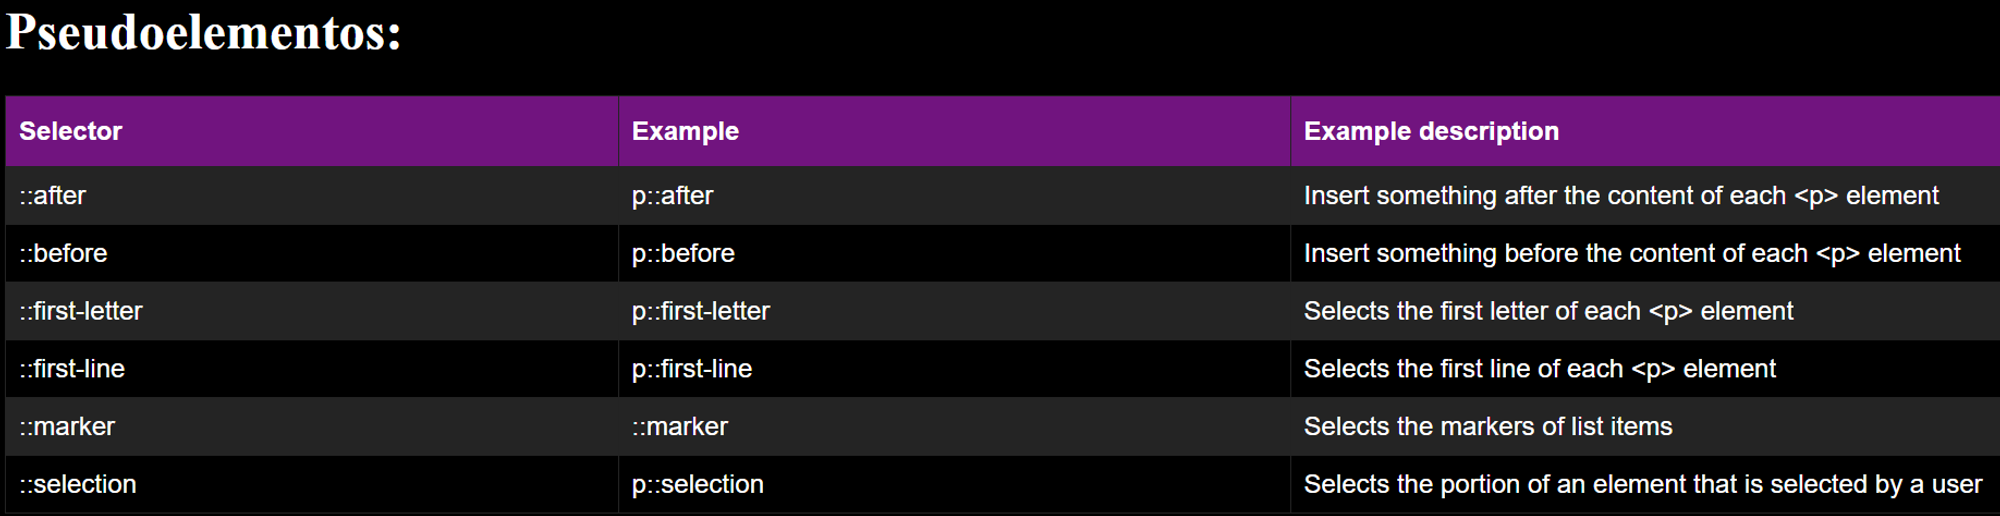 Pseudoelementos:
Selector Example Example description
::after p::after Insert something after the content of each <p> element
::before p::before Insert something before the content of each <p> element
::first-letter p::first-letter Selects the first letter of each <p> element
::first-line p::first-line Selects the first line of each <p> element
::marker ::marker Selects the markers of list items
::selection p::selection Selects the portion of an element that is selected by a user